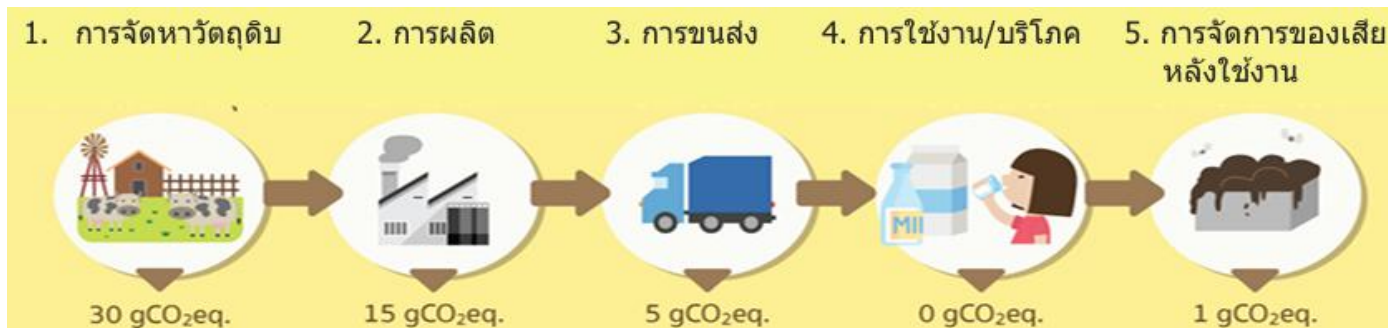 1. การจัดหาวัตถุดิบ
2. การผลิต
3. การขนส่ง
4. การใช้งาน/บริโภค
5. การจัดการของเสีย
หลังใช้งาน
MII
30 gCO₂eq.
15 gCO₂eq.
5 gCO₂eq.
0 gCO₂eq.
1 gCO₂eq.